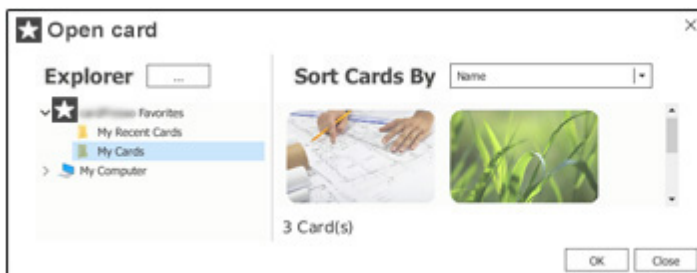 Open card
Explorer ...
Sort Cards By Name
Favorites
My Recent Cards
My Cards
My Computer
3 Card(s)
OK Close